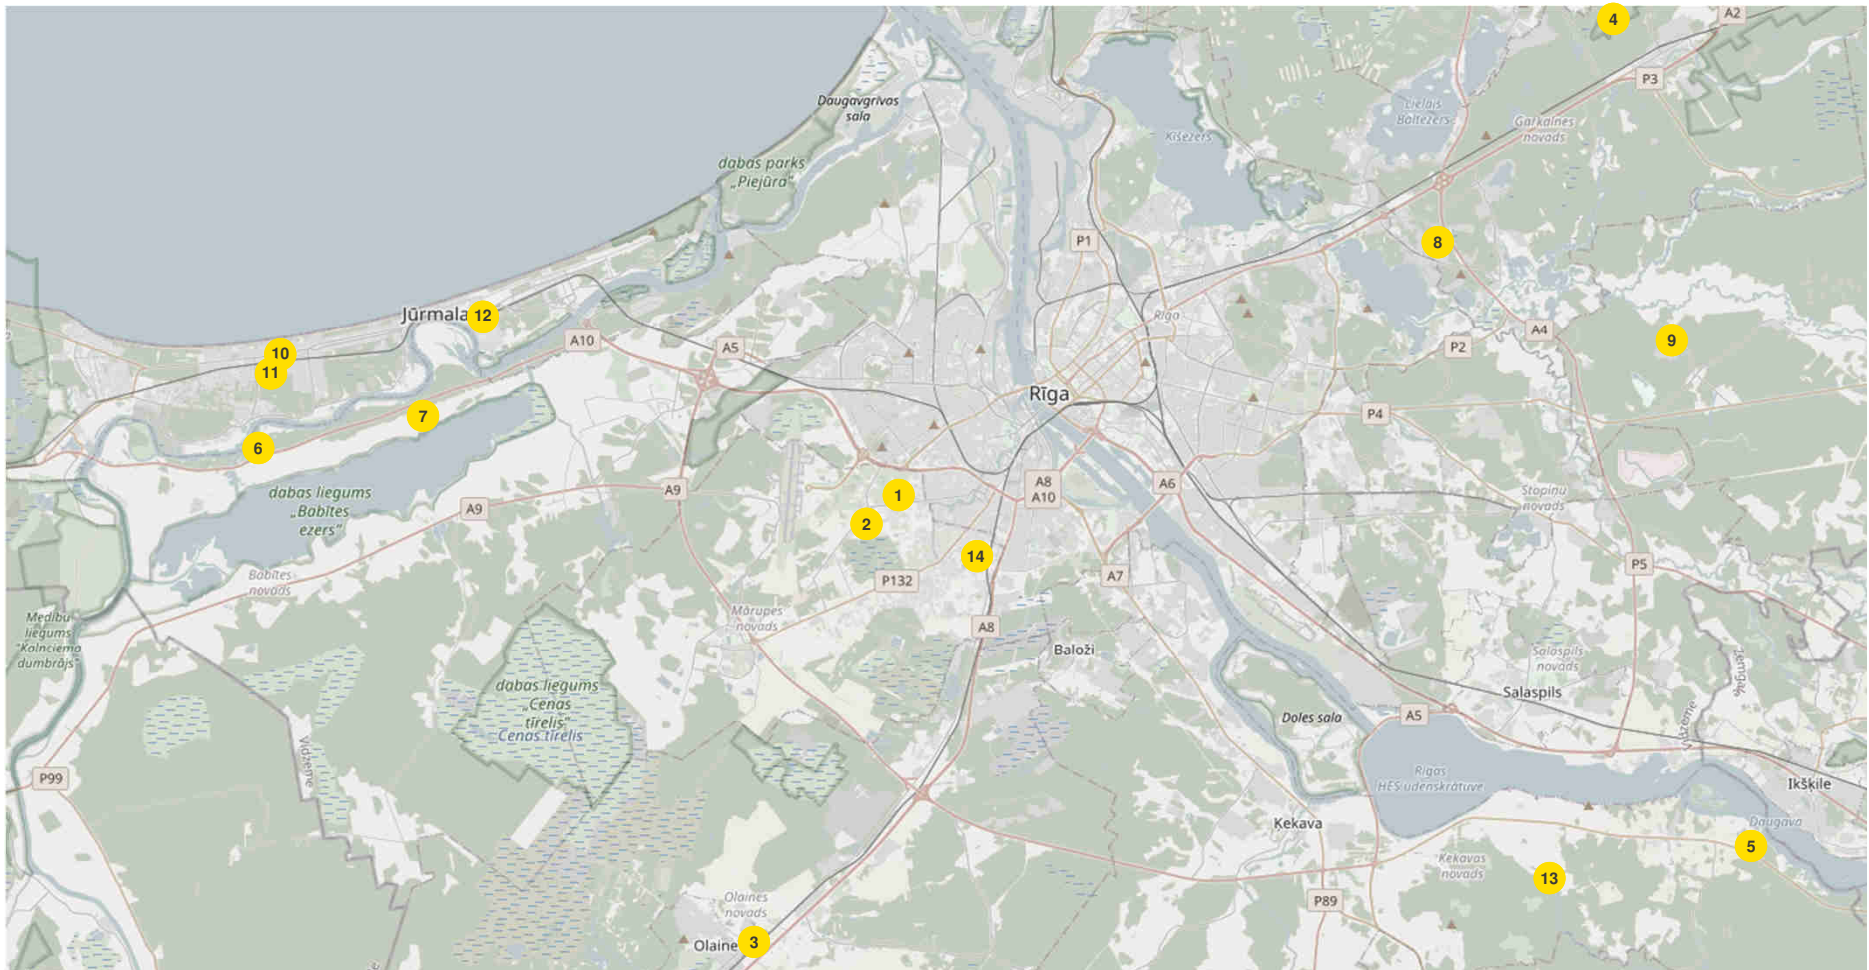 4
A2
P3
Daugavgrīvas
sala
Lielais
Baltezers
Garkalnes
novads
Ķīšezers
dabas parks
„Piejūra“
P1
8
Jūrmala
12
Rīga
A4
9
A10
A5
P2
10
11
Rīga
7
P4
6
A8
A10
A6
A9
1
Stopiņu
novads
dabas liegums
„Babītes
ezers“
A9
2
14
P5
Babītes
novads
P132
A7
Medību
liegums
"Kalnciema
dumbrājs"
Mārupes
novads
A8
Baloži
Salaspils
novads
Zemgale
dabas liegums
„Cenas
tīrelis“
Cenas tīrelis
Salaspils
A5
Doles sala
Vidzeme
Vidzeme
P99
Rīgas
HES ūdenskrātuve
Ikšķile
Ķekava
Daugava
5
Ķekavas
novads
13
Olaines
novads
P89
Olaine
3